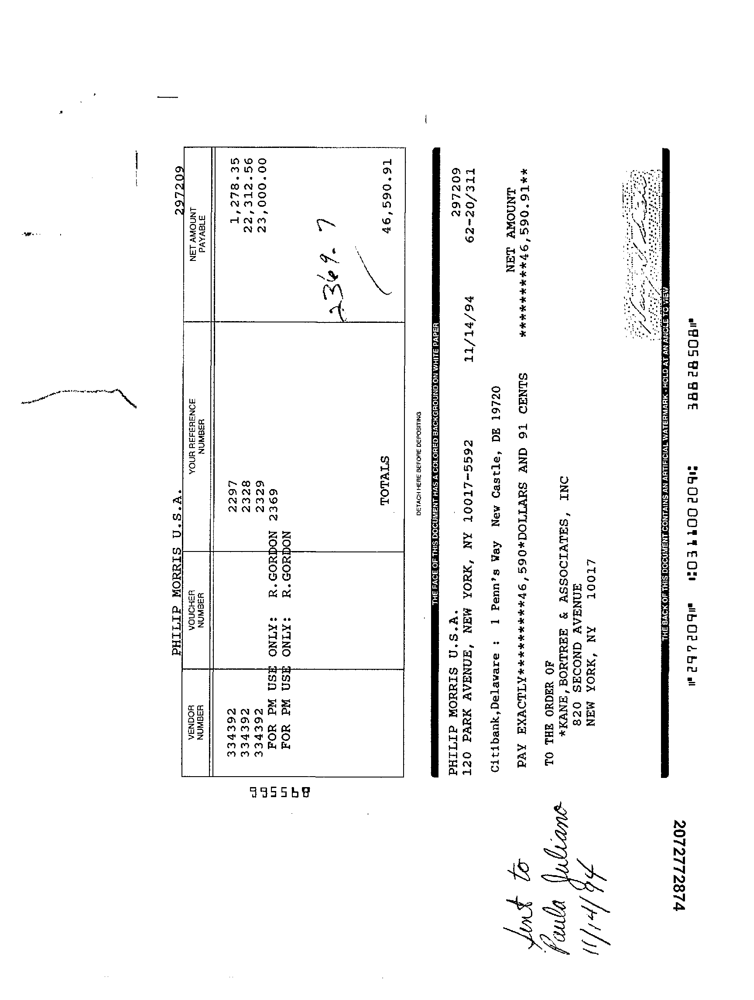 PHILIP MORRIS U.S.A. 297209
VENDOR NUMBER VOUCHER NUMBER YOUR REFERENCE NUMBER NET AMOUNT PAYABLE
334392 2297 1,278.35
334392 2328 22,312.56
334392 2329 23,000.00
FOR PM USE ONLY: R.GORDON 2369
FOR PM USE ONLY: R.GORDON
2369-7
TOTALS 46,590.91
995568
DETACH HERE BEFORE DEPOSITING
THE FACE OF THIS DOCUMENT HAS A COLORED BACKGROUND ON WHITE PAPER
PHILIP MORRIS U.S.A. 297209
120 PARK AVENUE, NEW YORK, NY 10017-5592 11/14/94 62-20/311
Citibank,Delaware : 1 Penn's Way New Castle, DE 19720
NET AMOUNT
PAY EXACTLY**********46,590*DOLLARS AND 91 CENTS *********46,590.91**
TO THE ORDER OF
*KANE,BORTREE & ASSOCIATES, INC
820 SECOND AVENUE
NEW YORK, NY 10017
THE BACK OF THIS DOCUMENT CONTAINS AN ARTIFICIAL WATERMARK - HOLD AT AN ANGLE TO VIEW
⑈297209⑈ ⑆031100209⑆ 38828508⑈
Sent to
Paula Juliano
11/14/94
2072772874